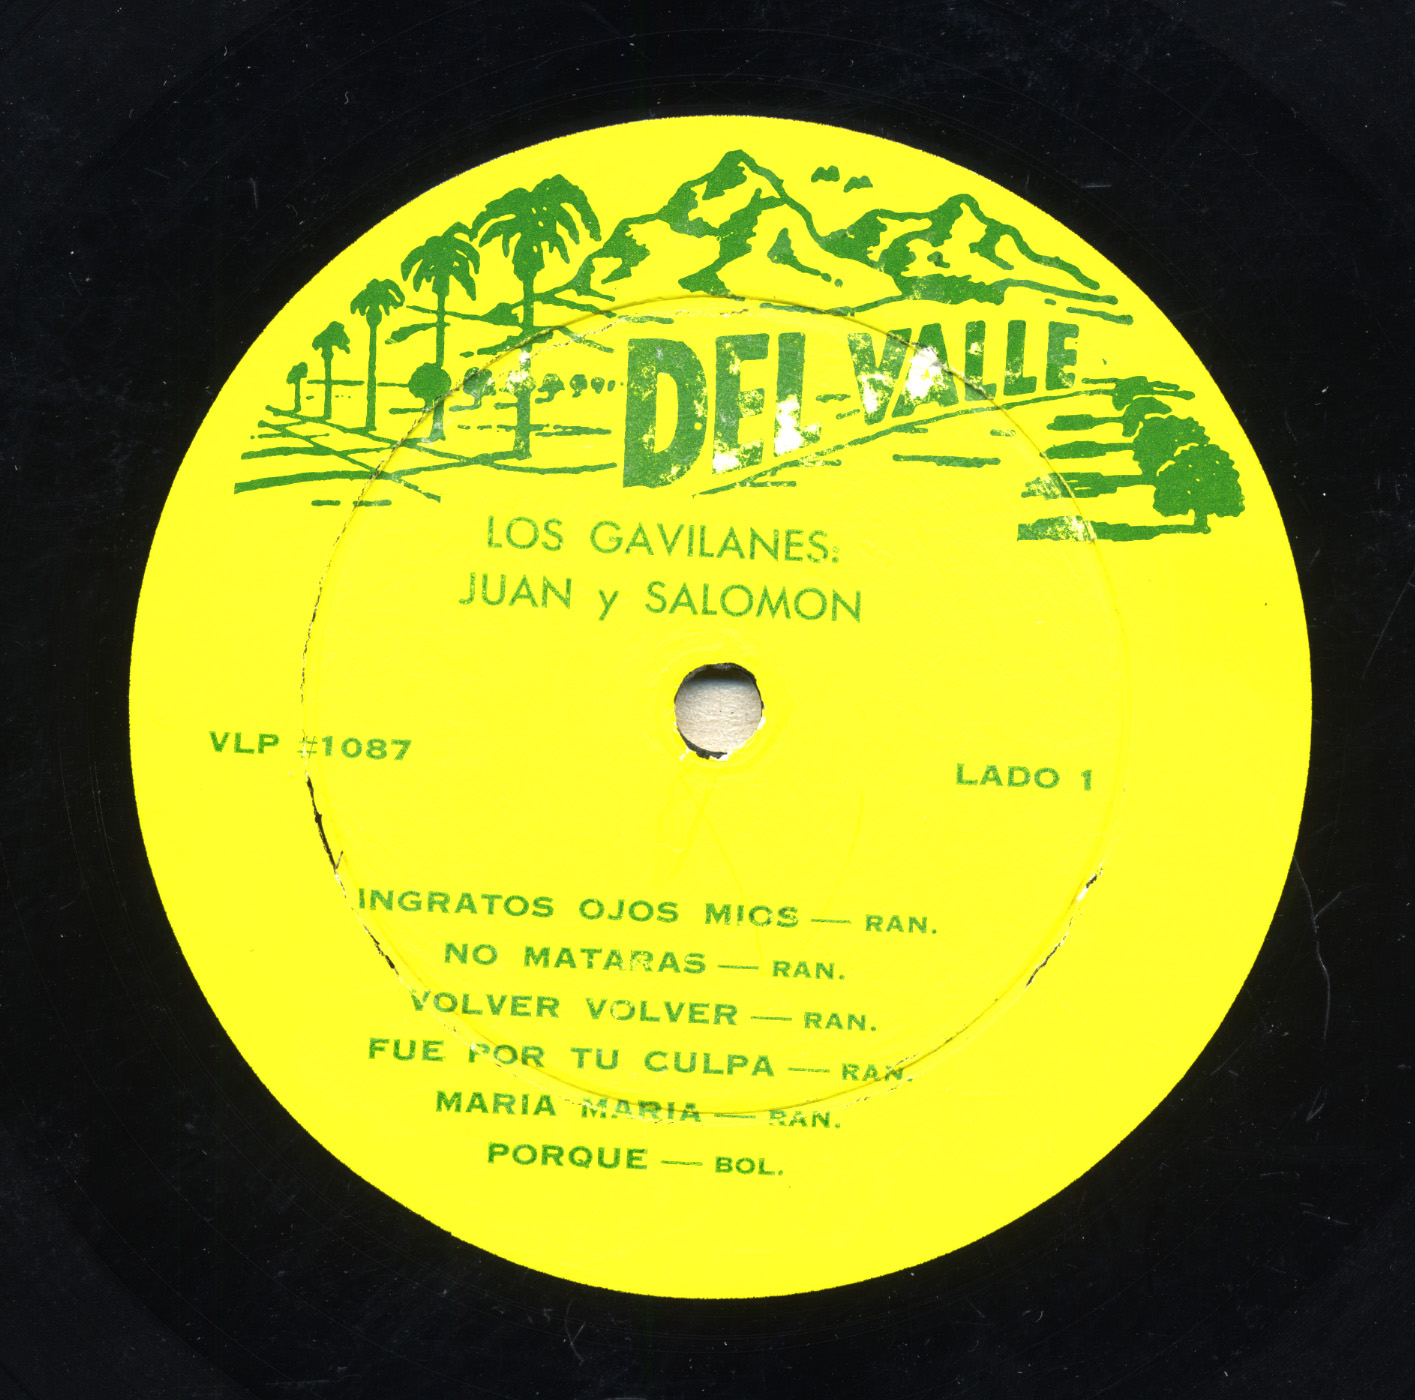 DEL VALLE
LOS GAVILANES:
JUAN y SALOMON
VLP #1087
LADO 1
INGRATOS OJOS MIOS — RAN.
NO MATARAS — RAN.
VOLVER VOLVER — RAN.
FUE POR TU CULPA — RAN.
MARIA MARIA — RAN.
PORQUE — BOL.